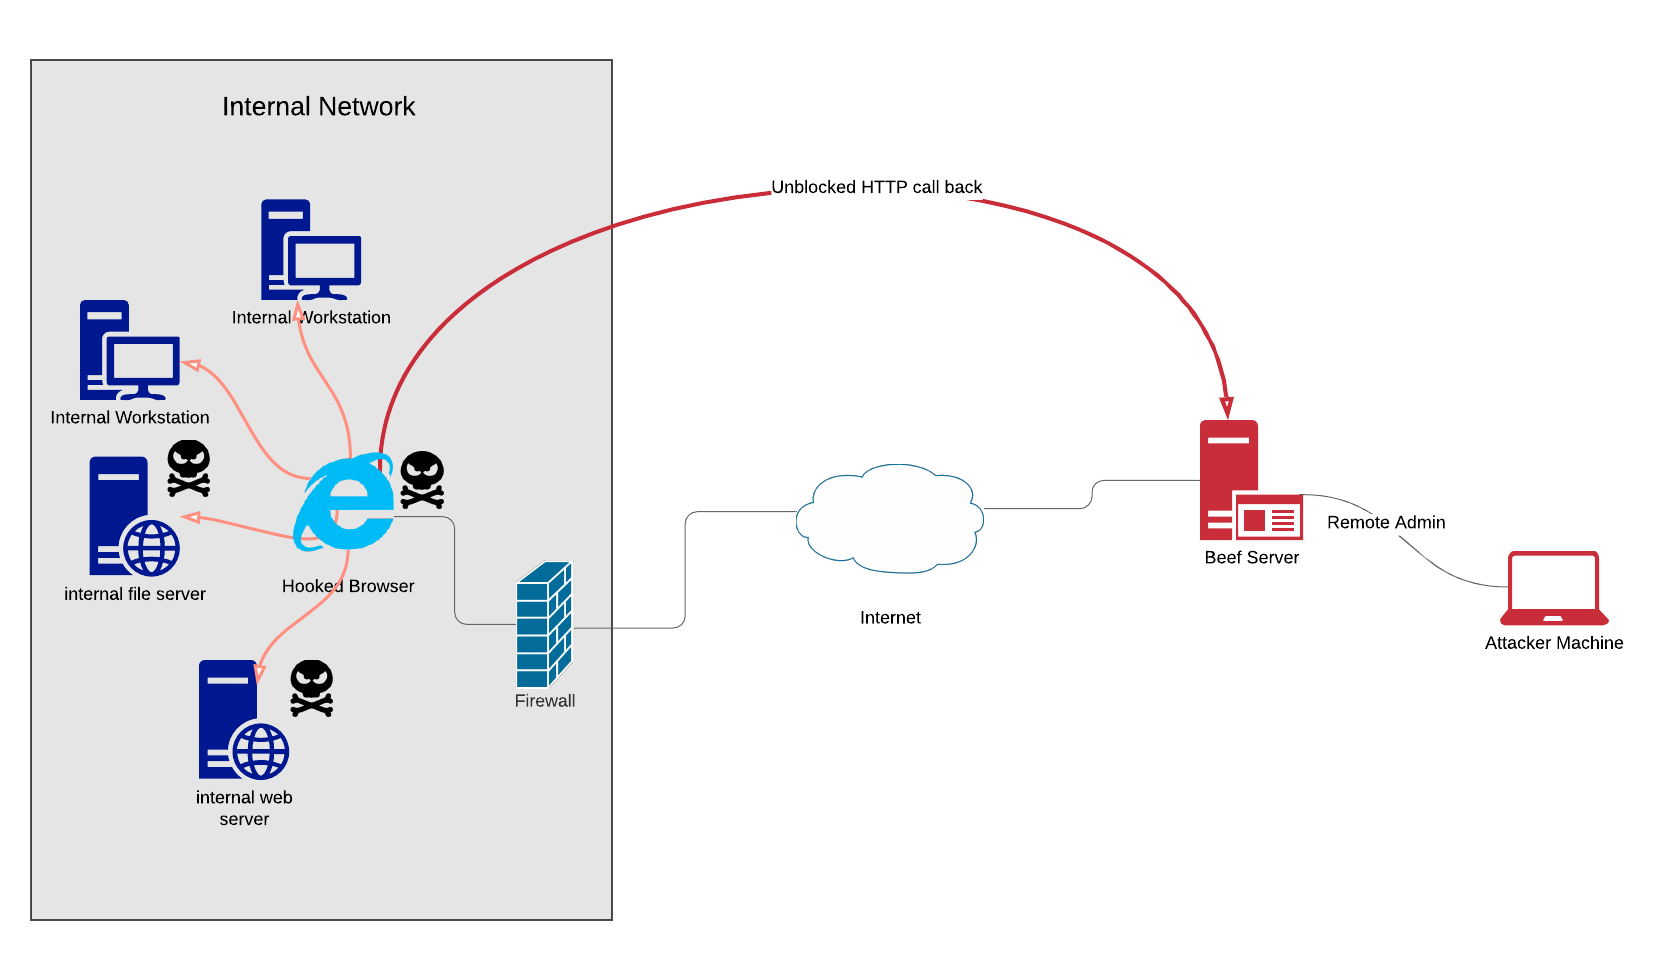 Internal Network
Unblocked HTTP call back
Internal Workstation
Internal Workstation
internal file server
Hooked Browser
internal web
server
Firewall
Internet
Beef Server
Remote Admin
Attacker Machine